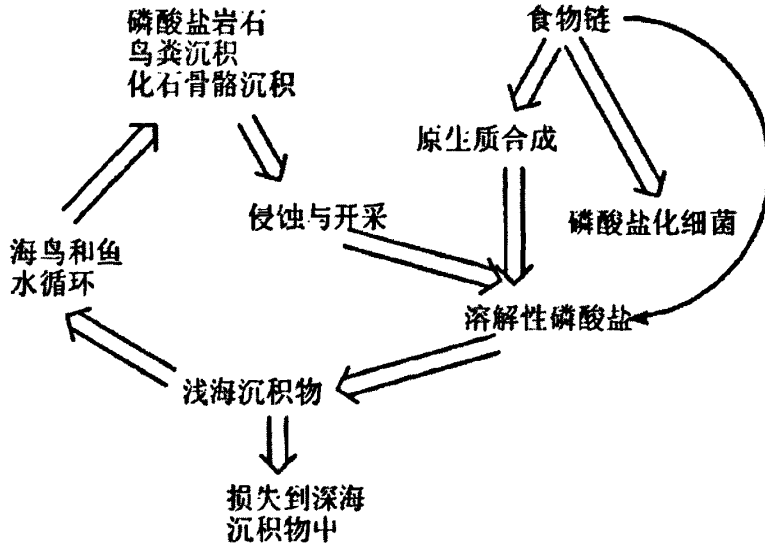 磷酸盐岩石
鸟粪沉积
化石骨骼沉积
食物链
原生质合成
侵蚀与开采
磷酸盐化细菌
海鸟和鱼
水循环
溶解性磷酸盐
浅海沉积物
损失到深海
沉积物中